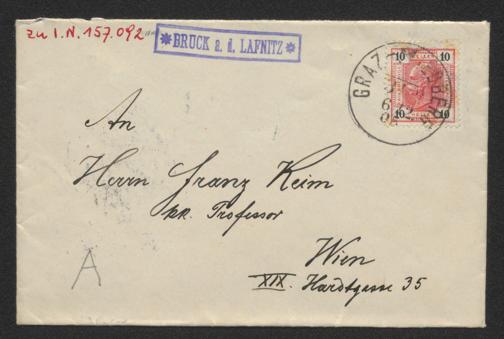 zu I.N. 157.092
*BRUCK a. d. LAFNITZ*
GRAZ
10 10
10 10
An
Herrn Franz Keim
k.k. Professor
Wien
XIX. Hardtgasse 35
A